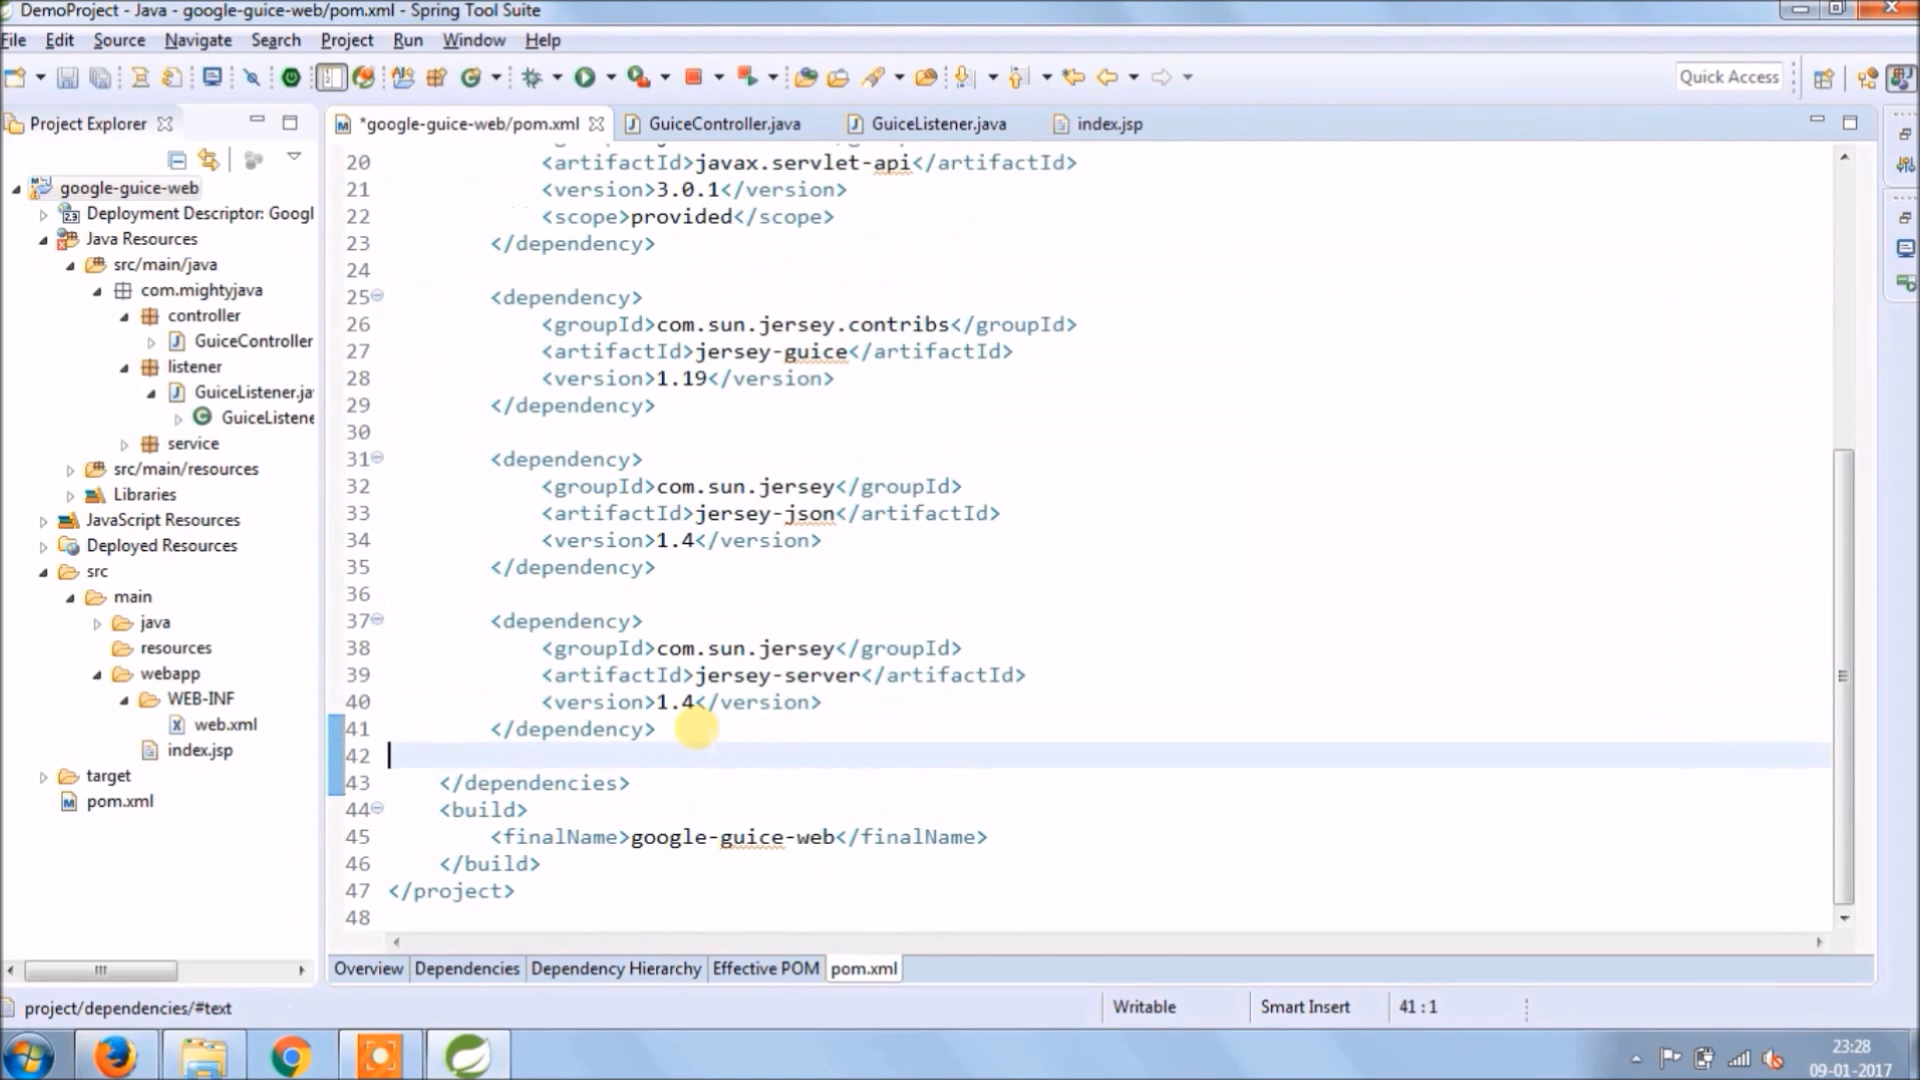 DemoProject - Java - google-guice-web/pom.xml - Spring Tool Suite
File Edit Source Navigate Search Project Run Window Help
Quick Access
Project Explorer
*google-guice-web/pom.xml GuiceController.java GuiceListener.java index.jsp
google-guice-web
Deployment Descriptor: Googl
Java Resources
src/main/java
com.mightyjava
controller
GuiceController
listener
GuiceListener.ja
GuiceListene
service
src/main/resources
Libraries
JavaScript Resources
Deployed Resources
src
main
java
resources
webapp
WEB-INF
web.xml
index.jsp
target
pom.xml
20 <artifactId>javax.servlet-api</artifactId>
21 <version>3.0.1</version>
22 <scope>provided</scope>
23 </dependency>
24
25 <dependency>
26 <groupId>com.sun.jersey.contribs</groupId>
27 <artifactId>jersey-guice</artifactId>
28 <version>1.19</version>
29 </dependency>
30
31 <dependency>
32 <groupId>com.sun.jersey</groupId>
33 <artifactId>jersey-json</artifactId>
34 <version>1.4</version>
35 </dependency>
36
37 <dependency>
38 <groupId>com.sun.jersey</groupId>
39 <artifactId>jersey-server</artifactId>
40 <version>1.4</version>
41 </dependency>
42
43 </dependencies>
44 <build>
45 <finalName>google-guice-web</finalName>
46 </build>
47 </project>
48
Overview Dependencies Dependency Hierarchy Effective POM pom.xml
project/dependencies/#text Writable Smart Insert 41 : 1
23:28
09-01-2017